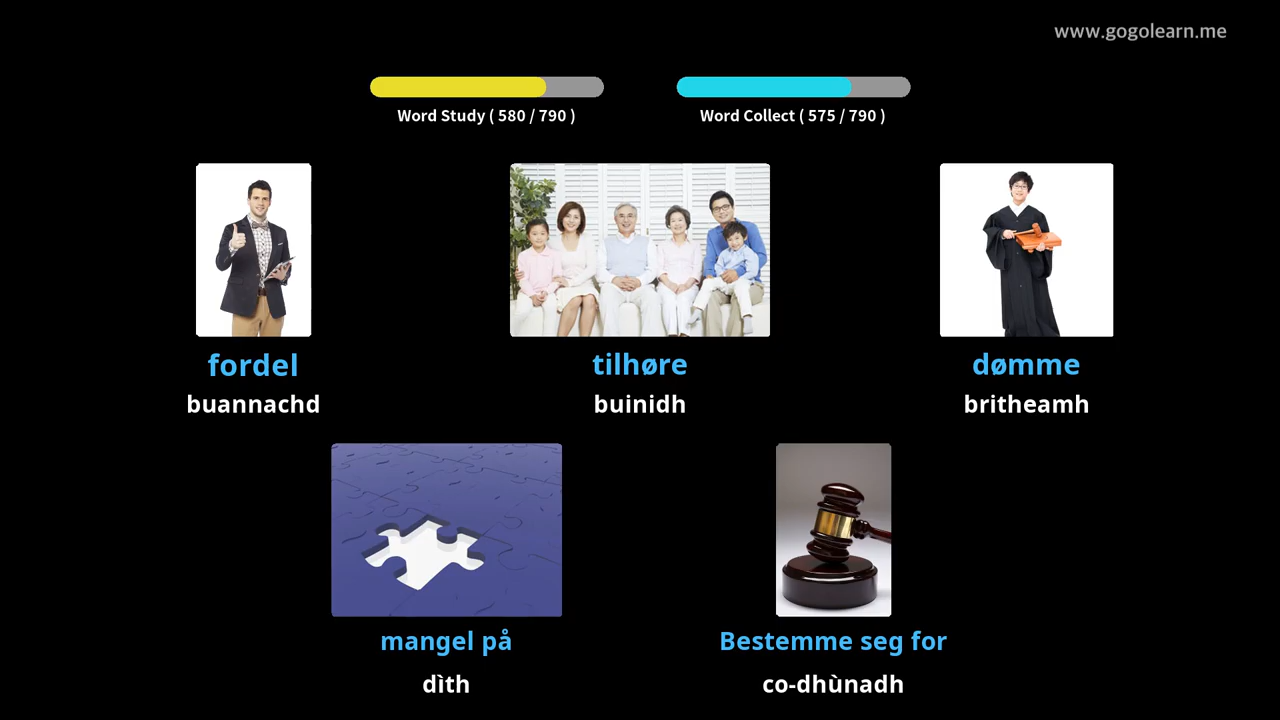 www.gogolearn.me
Word Study ( 580 / 790 )
Word Collect ( 575 / 790 )
fordel
buannachd
tilhøre
buinidh
dømme
britheamh
mangel på
dìth
Bestemme seg for
co-dhùnadh